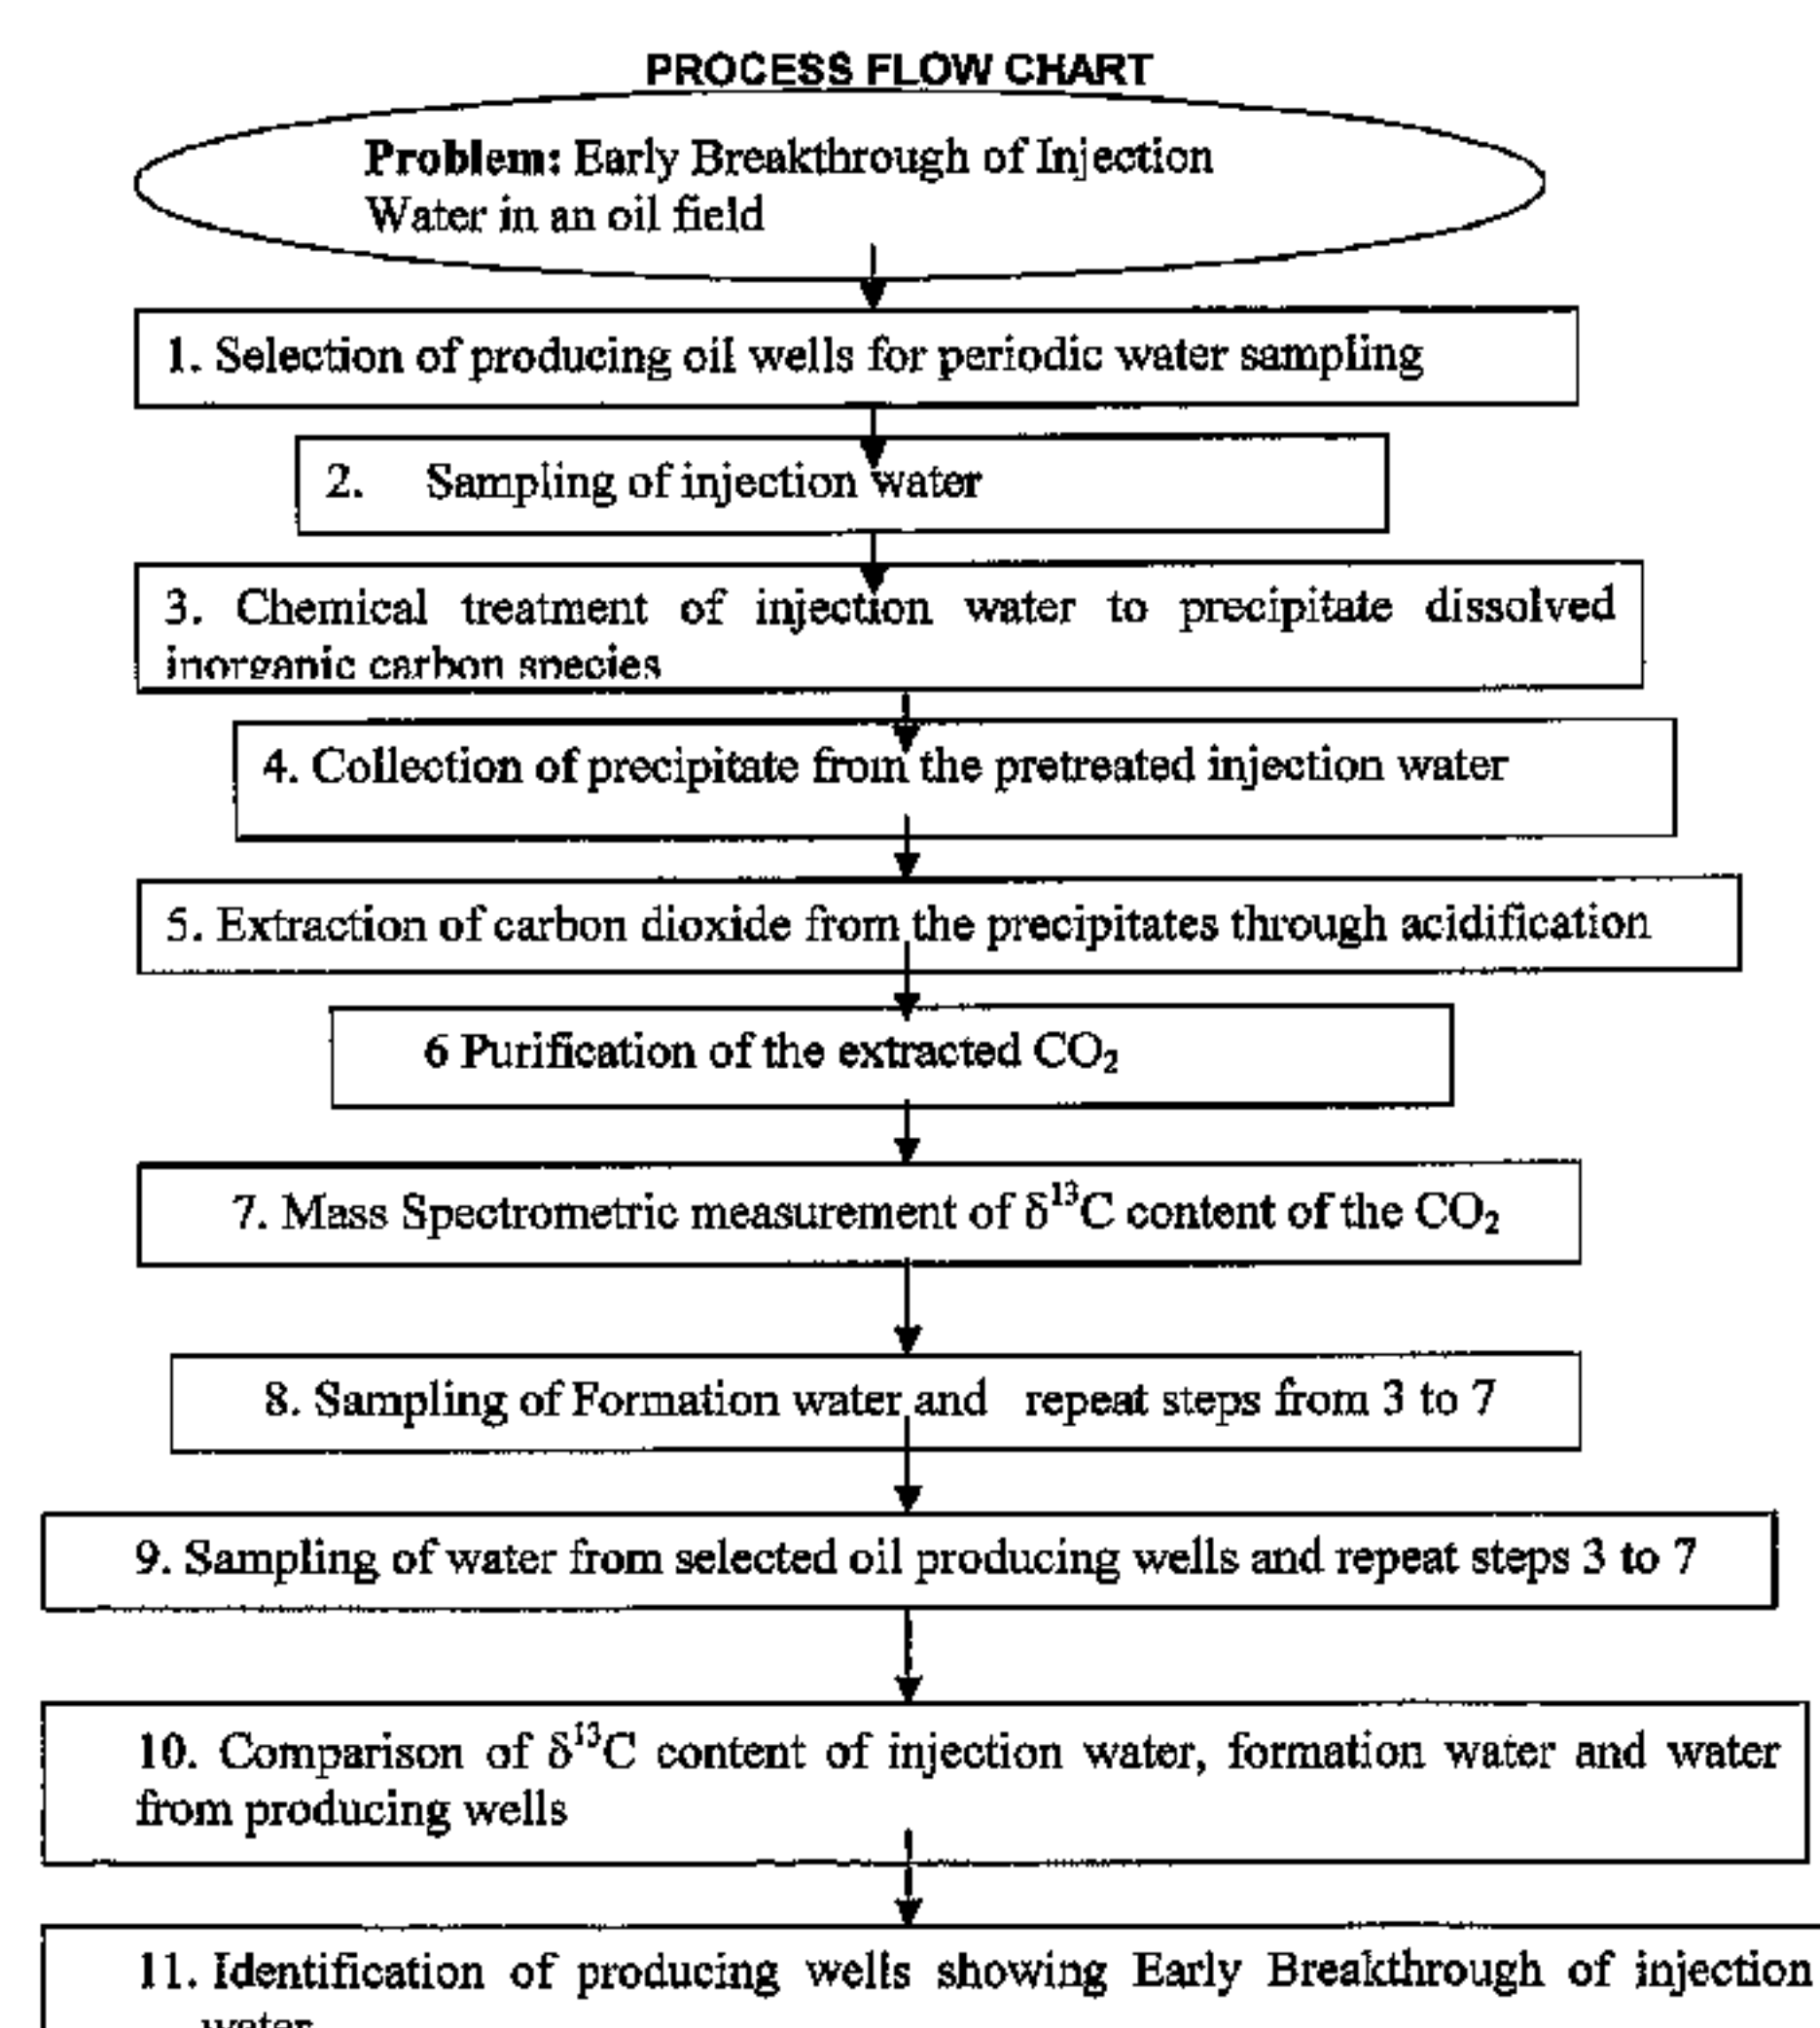 PROCESS FLOW CHART
Problem: Early Breakthrough of Injection
Water in an oil field
1. Selection of producing oil wells for periodic water sampling
2. Sampling of injection water
3. Chemical treatment of injection water to precipitate dissolved
inorganic carbon species
4. Collection of precipitate from the pretreated injection water
5. Extraction of carbon dioxide from the precipitates through acidification
6 Purification of the extracted CO₂
7. Mass Spectrometric measurement of δ¹³C content of the CO₂
8. Sampling of Formation water and repeat steps from 3 to 7
9. Sampling of water from selected oil producing wells and repeat steps 3 to 7
10. Comparison of δ¹³C content of injection water, formation water and water
from producing wells
11. Identification of producing wells showing Early Breakthrough of injection
water